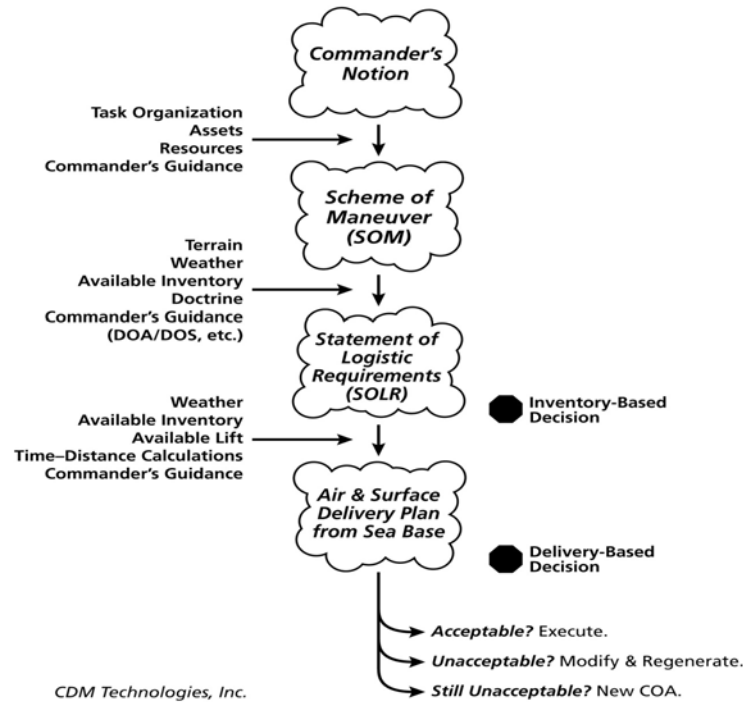 Commander's
Notion
Task Organization
Assets
Resources
Commander's Guidance
Scheme of
Maneuver
(SOM)
Terrain
Weather
Available Inventory
Doctrine
Commander's Guidance
(DOA/DOS, etc.)
Statement of
Logistic
Requirements
(SOLR)
Inventory-Based
Decision
Weather
Available Inventory
Available Lift
Time–Distance Calculations
Commander's Guidance
Air & Surface
Delivery Plan
from Sea Base
Delivery-Based
Decision
Acceptable? Execute.
Unacceptable? Modify & Regenerate.
Still Unacceptable? New COA.
CDM Technologies, Inc.